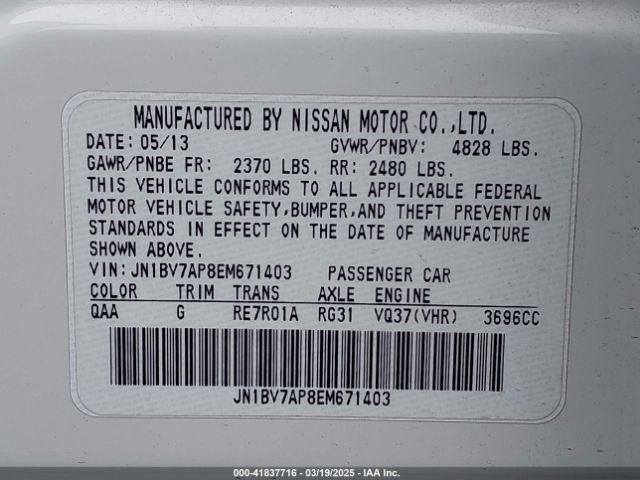 MANUFACTURED BY NISSAN MOTOR CO.,LTD.
DATE: 05/13 GVWR/PNBV: 4828 LBS.
GAWR/PNBE FR: 2370 LBS. RR: 2480 LBS.
THIS VEHICLE CONFORMS TO ALL APPLICABLE FEDERAL
MOTOR VEHICLE SAFETY,BUMPER,AND THEFT PREVENTION
STANDARDS IN EFFECT ON THE DATE OF MANUFACTURE
SHOWN ABOVE.
VIN:JN1BV7AP8EM671403 PASSENGER CAR
COLOR TRIM TRANS AXLE ENGINE
QAA G RE7R01A RG31 VQ37(VHR) 3696CC
JN1BV7AP8EM671403
000-41837716 - 03/19/2025 - IAA Inc.